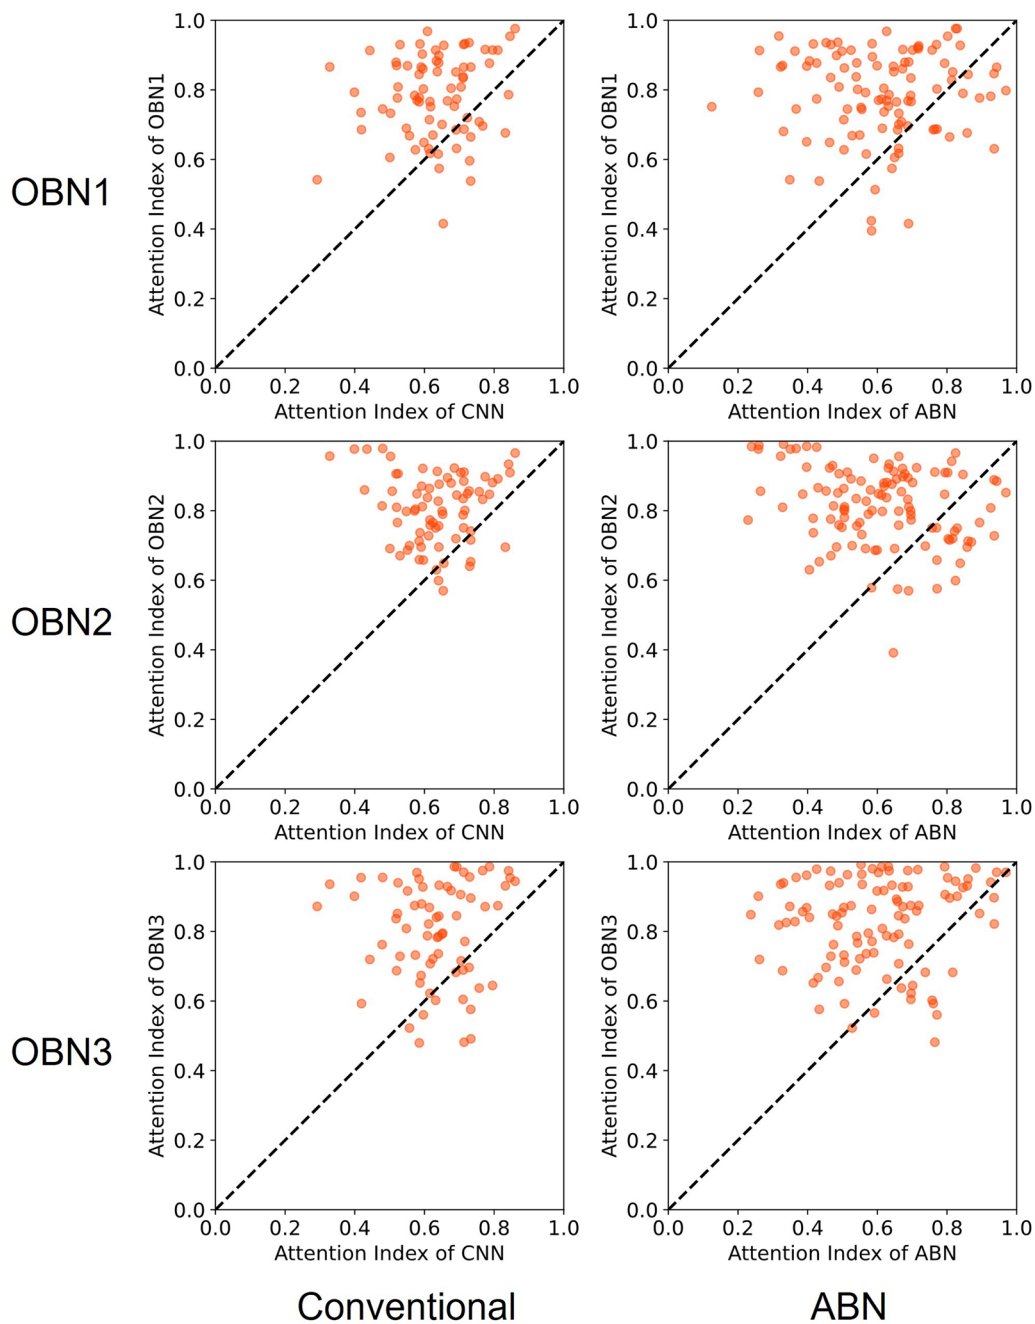 OBN1
Attention Index of OBN1
1.0
0.8
0.6
0.4
0.2
0.0
0.0 0.2 0.4 0.6 0.8 1.0
Attention Index of CNN
Attention Index of OBN1
1.0
0.8
0.6
0.4
0.2
0.0
0.0 0.2 0.4 0.6 0.8 1.0
Attention Index of ABN
OBN2
Attention Index of OBN2
1.0
0.8
0.6
0.4
0.2
0.0
0.0 0.2 0.4 0.6 0.8 1.0
Attention Index of CNN
Attention Index of OBN2
1.0
0.8
0.6
0.4
0.2
0.0
0.0 0.2 0.4 0.6 0.8 1.0
Attention Index of ABN
OBN3
Attention Index of OBN3
1.0
0.8
0.6
0.4
0.2
0.0
0.0 0.2 0.4 0.6 0.8 1.0
Attention Index of CNN
Attention Index of OBN3
1.0
0.8
0.6
0.4
0.2
0.0
0.0 0.2 0.4 0.6 0.8 1.0
Attention Index of ABN
Conventional
ABN